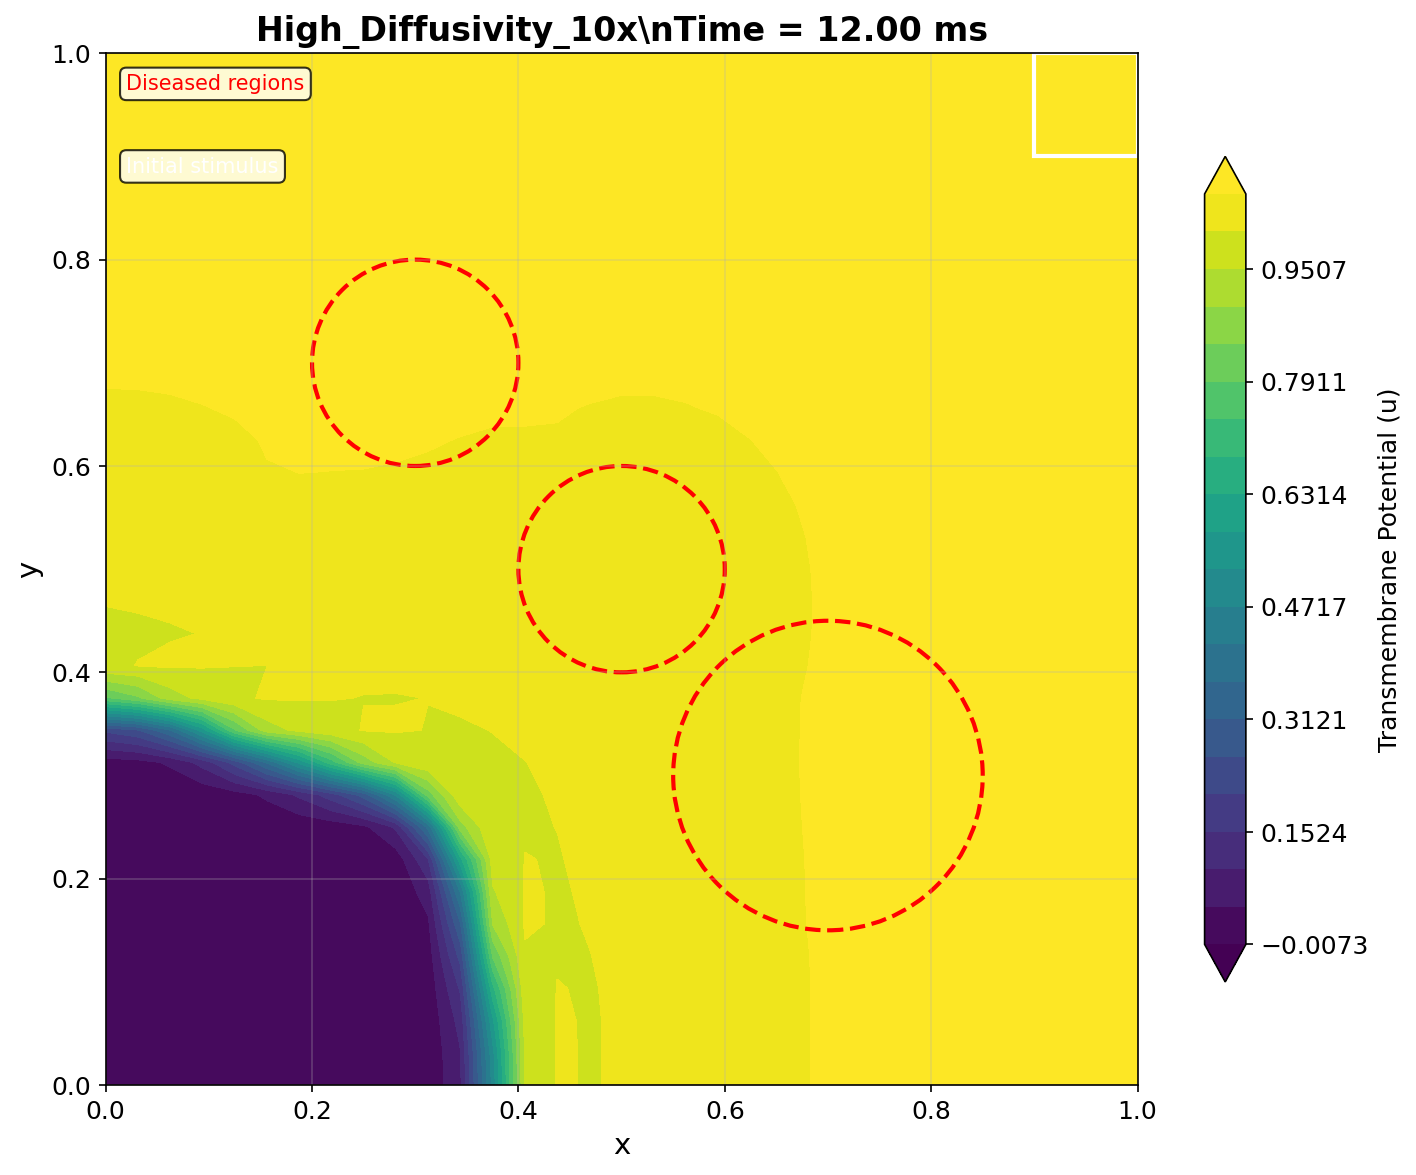 High_Diffusivity_10x\nTime = 12.00 ms
Diseased regions
Initial stimulus
1.0
0.8
0.6
0.4
0.2
0.0
y
0.0 0.2 0.4 0.6 0.8 1.0
x
0.9507
0.7911
0.6314
0.4717
0.3121
0.1524
−0.0073
Transmembrane Potential (u)